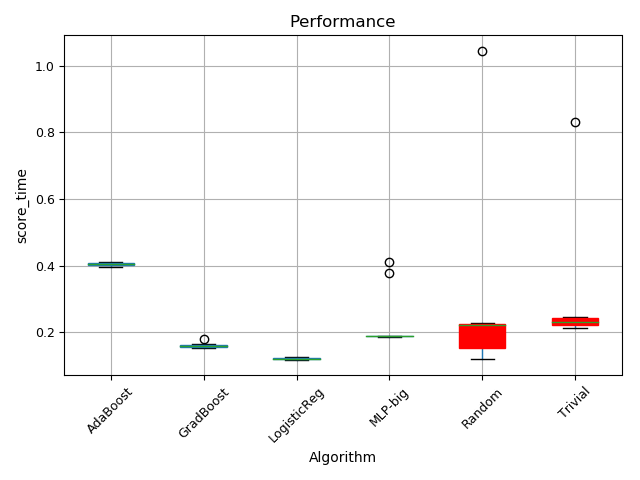 Performance
1.0
0.8
0.6
0.4
0.2
score_time
AdaBoost
GradBoost
LogisticReg
MLP-big
Random
Trivial
Algorithm